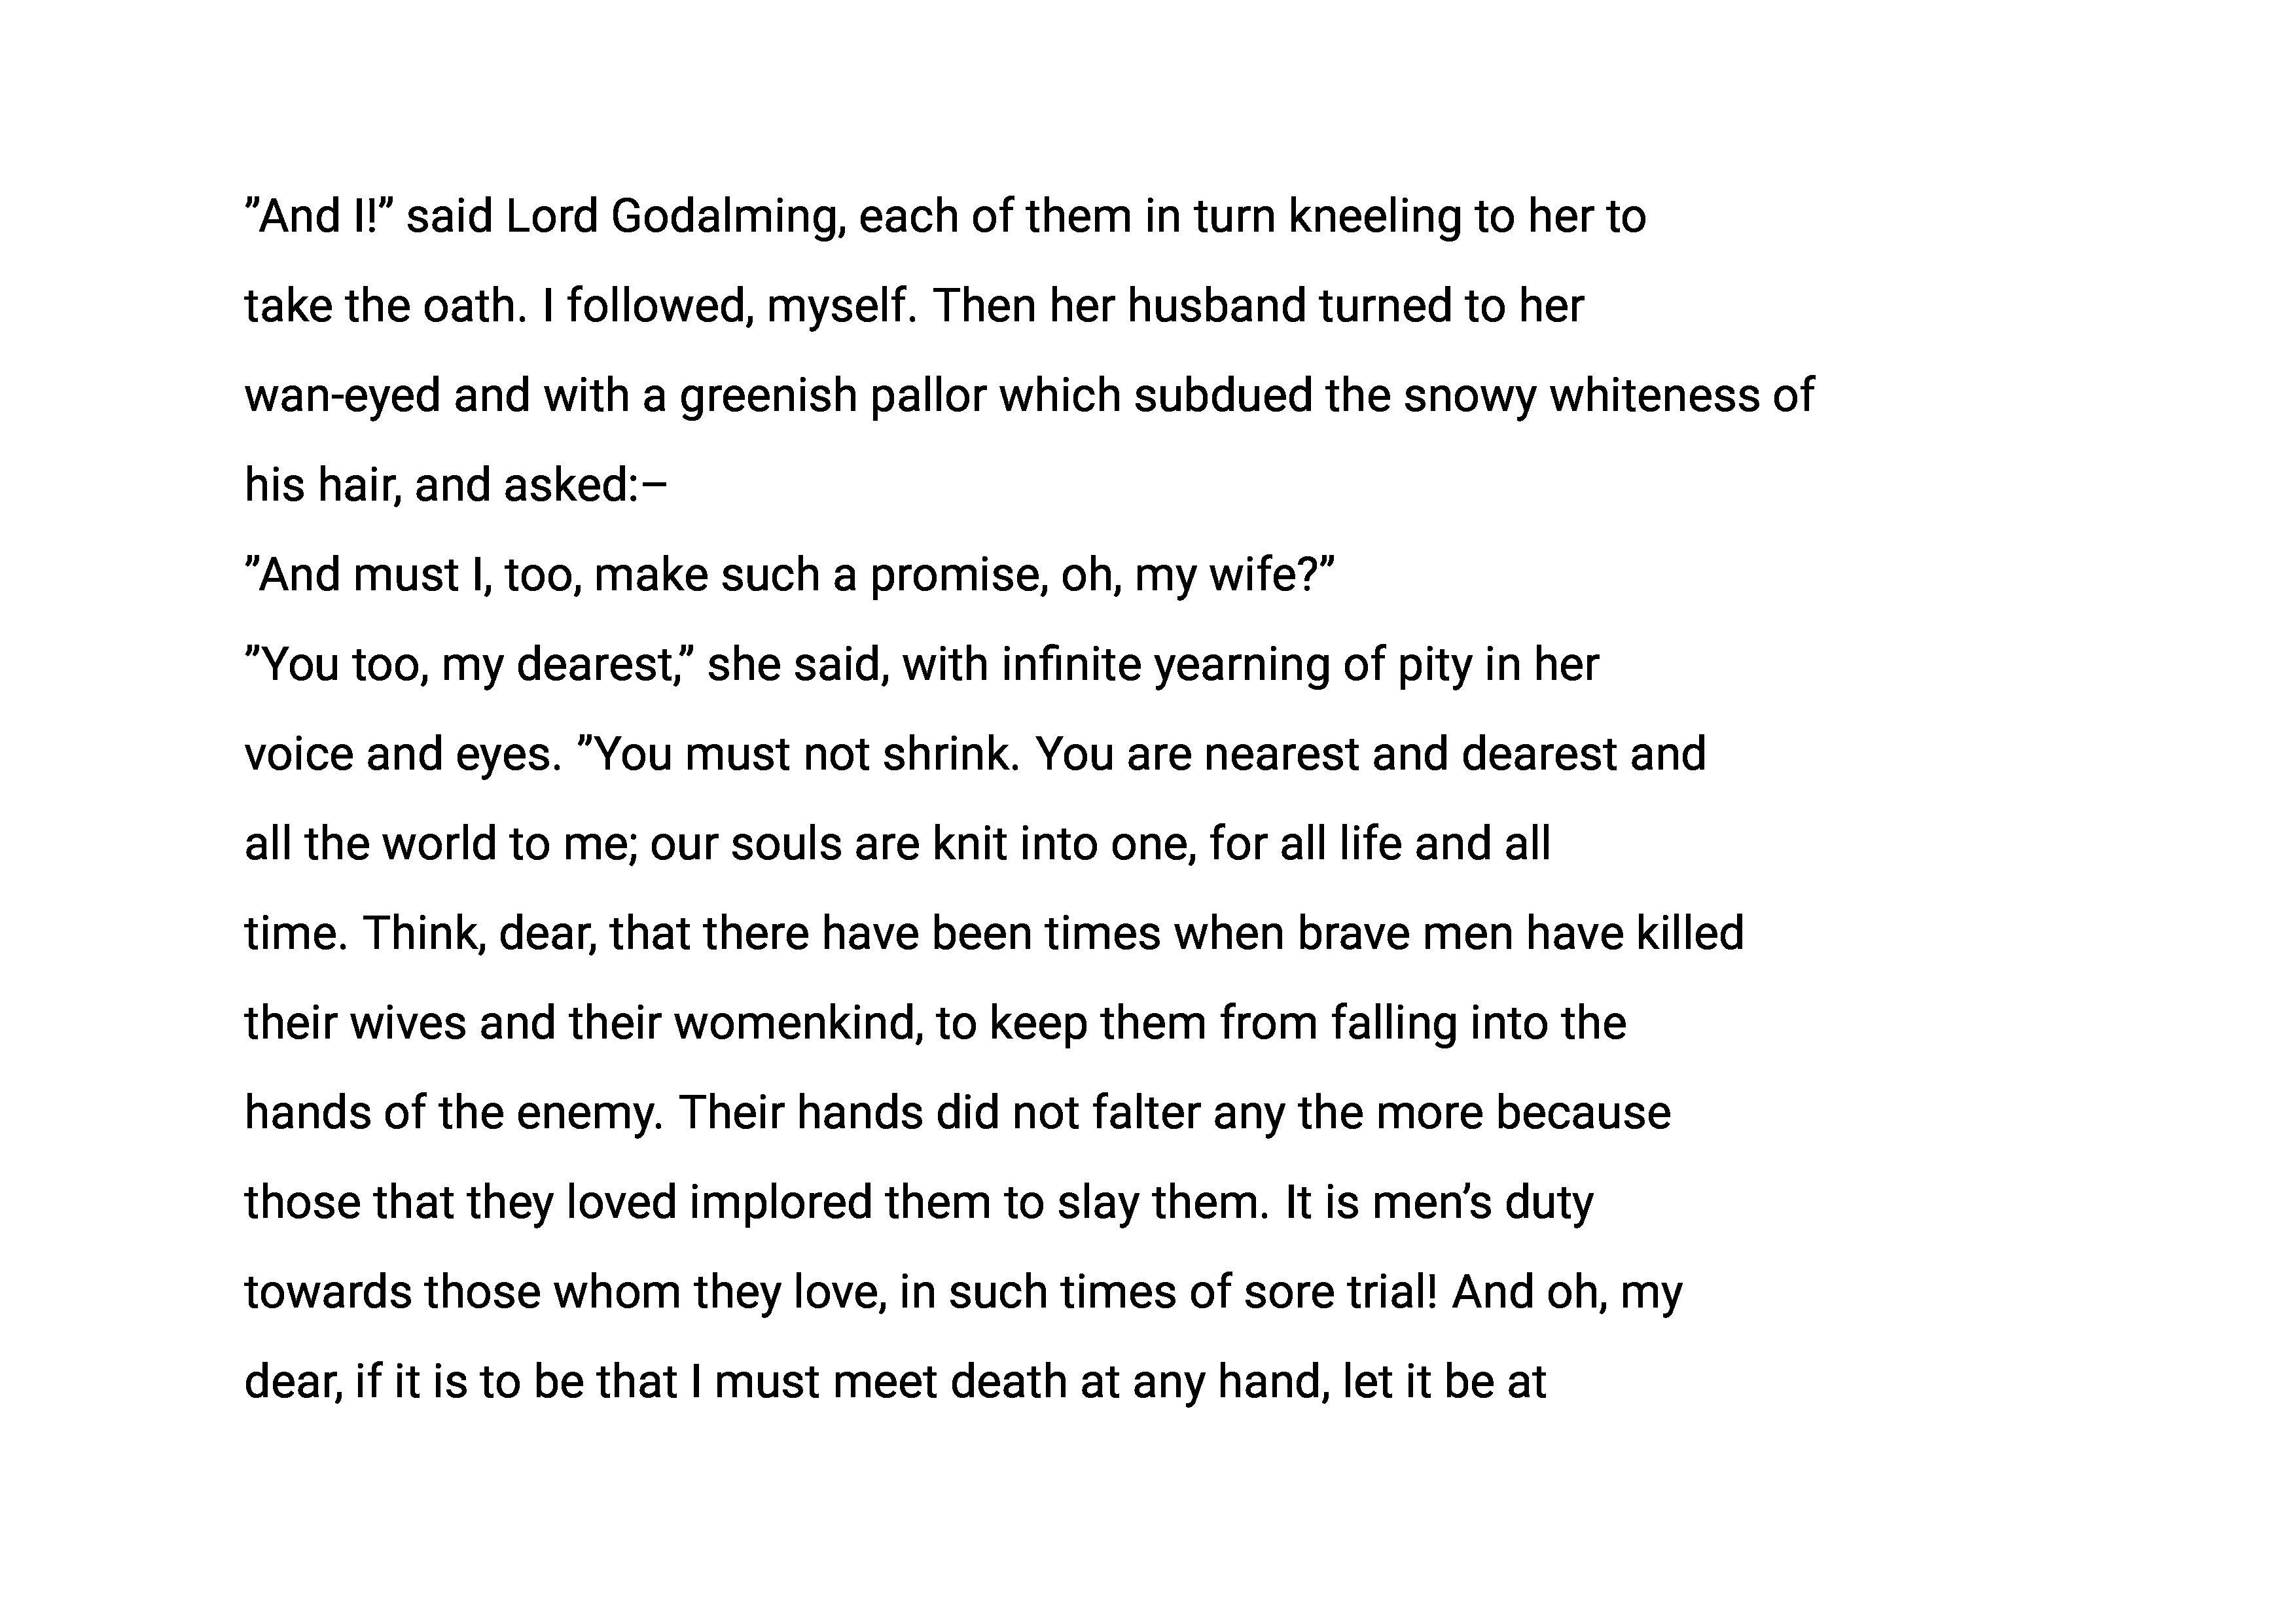 ”And I!” said Lord Godalming, each of them in turn kneeling to her to
take the oath. I followed, myself. Then her husband turned to her
wan-eyed and with a greenish pallor which subdued the snowy whiteness of
his hair, and asked:–
”And must I, too, make such a promise, oh, my wife?”
”You too, my dearest,” she said, with infinite yearning of pity in her
voice and eyes. ”You must not shrink. You are nearest and dearest and
all the world to me; our souls are knit into one, for all life and all
time. Think, dear, that there have been times when brave men have killed
their wives and their womenkind, to keep them from falling into the
hands of the enemy. Their hands did not falter any the more because
those that they loved implored them to slay them. It is men’s duty
towards those whom they love, in such times of sore trial! And oh, my
dear, if it is to be that I must meet death at any hand, let it be at